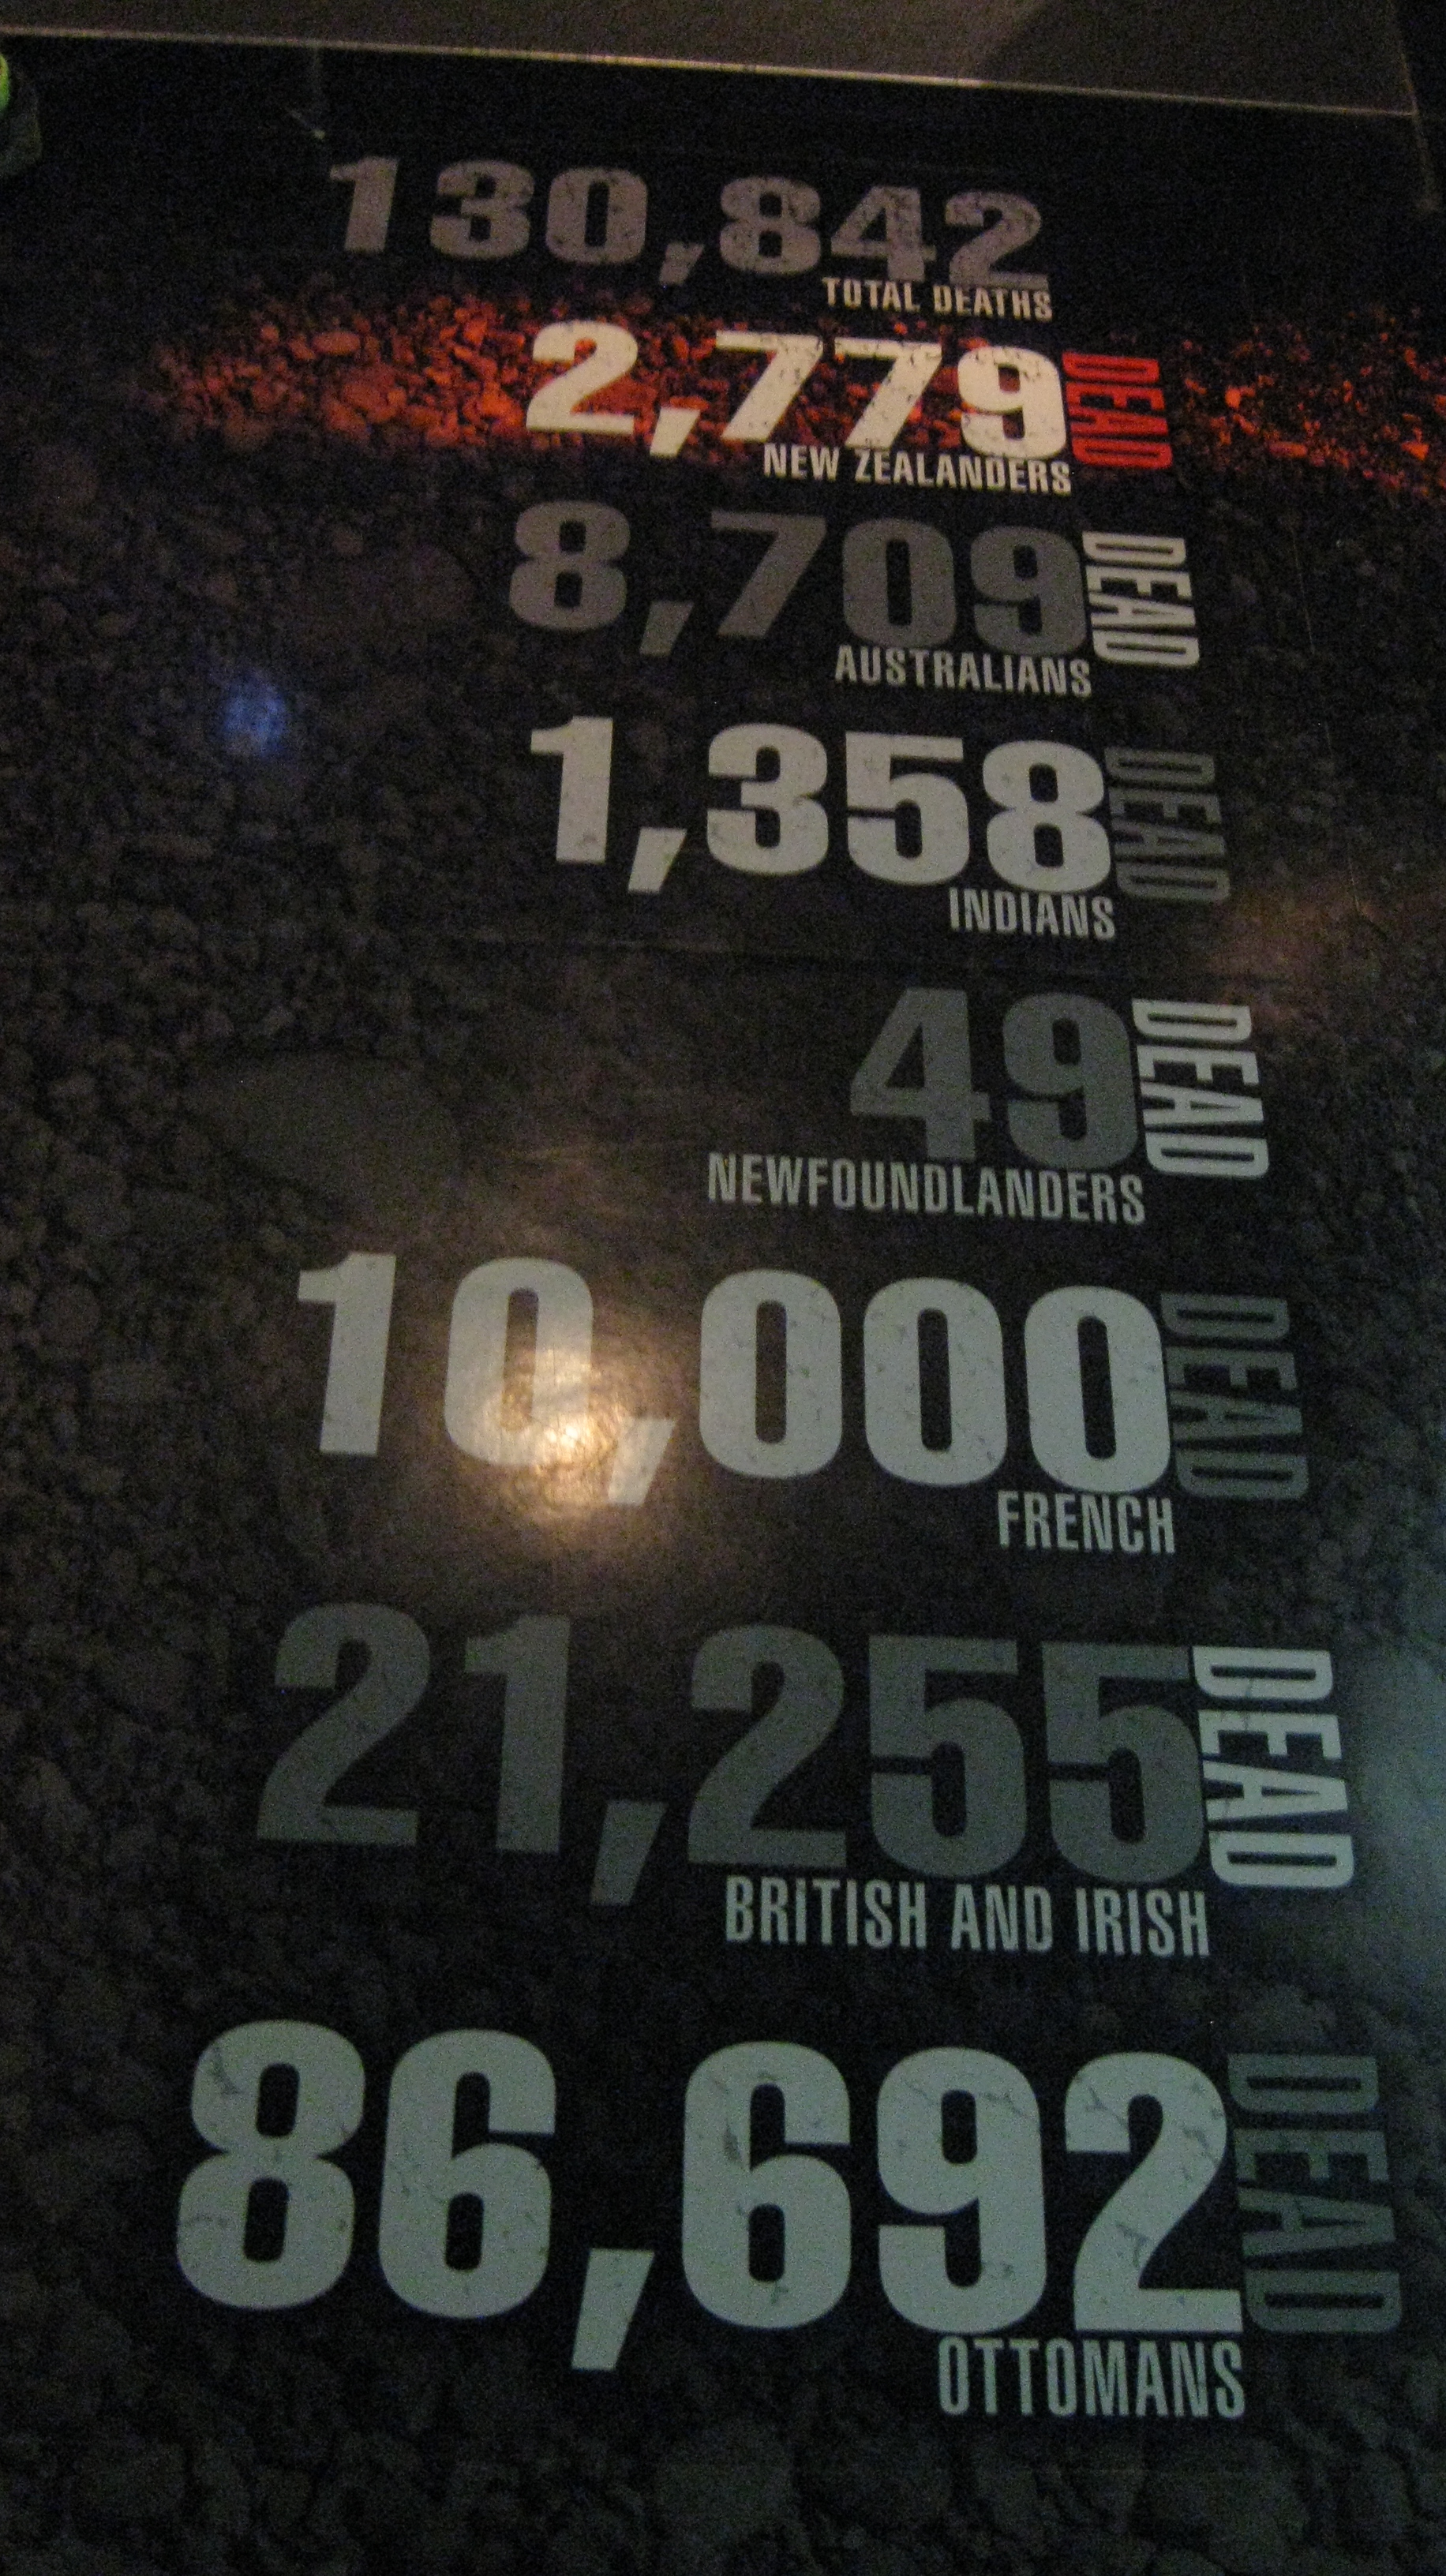 130,842
TOTAL DEATHS
2,779 DEAD
NEW ZEALANDERS
8,709 DEAD
AUSTRALIANS
1,358 DEAD
INDIANS
49 DEAD
NEWFOUNDLANDERS
10,000 DEAD
FRENCH
21,255 DEAD
BRITISH AND IRISH
86,692 DEAD
OTTOMANS